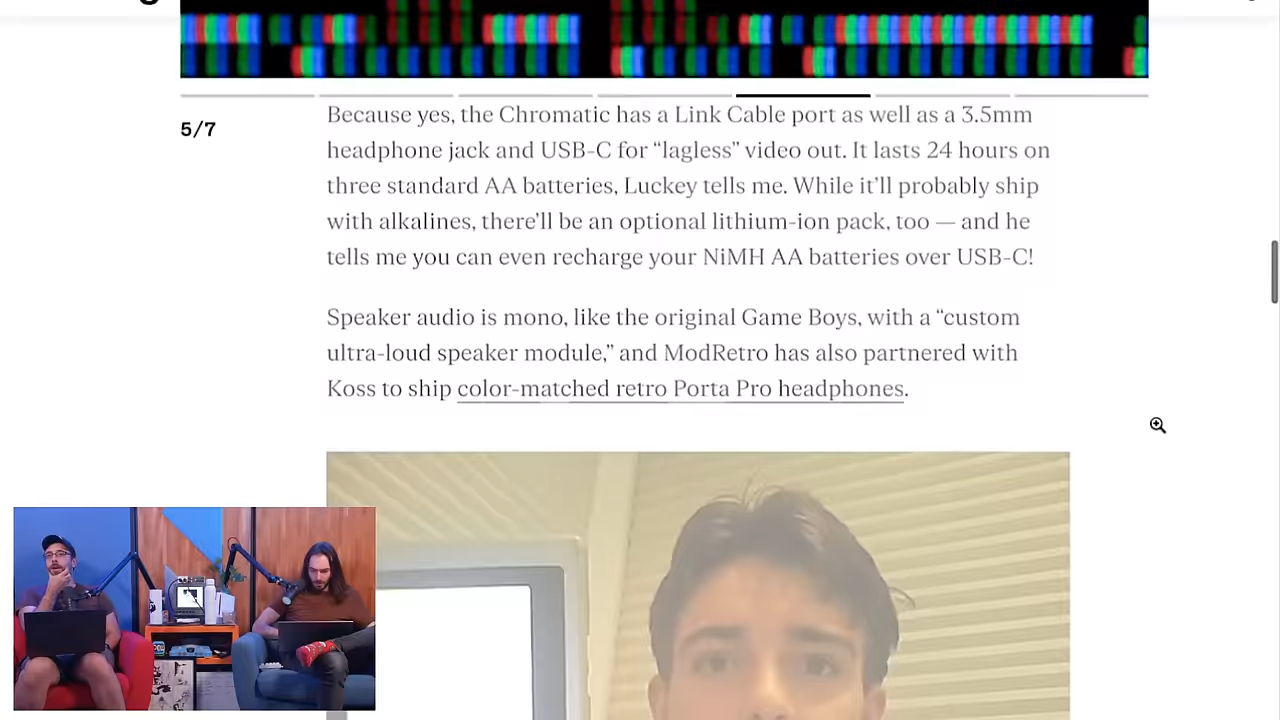 5/7
Because yes, the Chromatic has a Link Cable port as well as a 3.5mm
headphone jack and USB-C for “lagless” video out. It lasts 24 hours on
three standard AA batteries, Luckey tells me. While it’ll probably ship
with alkalines, there’ll be an optional lithium-ion pack, too — and he
tells me you can even recharge your NiMH AA batteries over USB-C!
Speaker audio is mono, like the original Game Boys, with a “custom
ultra-loud speaker module,” and ModRetro has also partnered with
Koss to ship color-matched retro Porta Pro headphones.